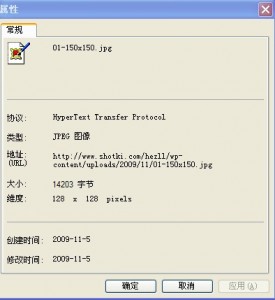 属性
常规
01-150x150.jpg
协议: HyperText Transfer Protocol
类型: JPEG 图像
地址: http://www.shotki.com/hezll/wp-
(URL) content/uploads/2009/11/01-150x150.jpg
大小: 14203 字节
维度: 128 x 128 pixels
创建时间: 2009-11-5
修改时间: 2009-11-5
确定 取消 应用(A)